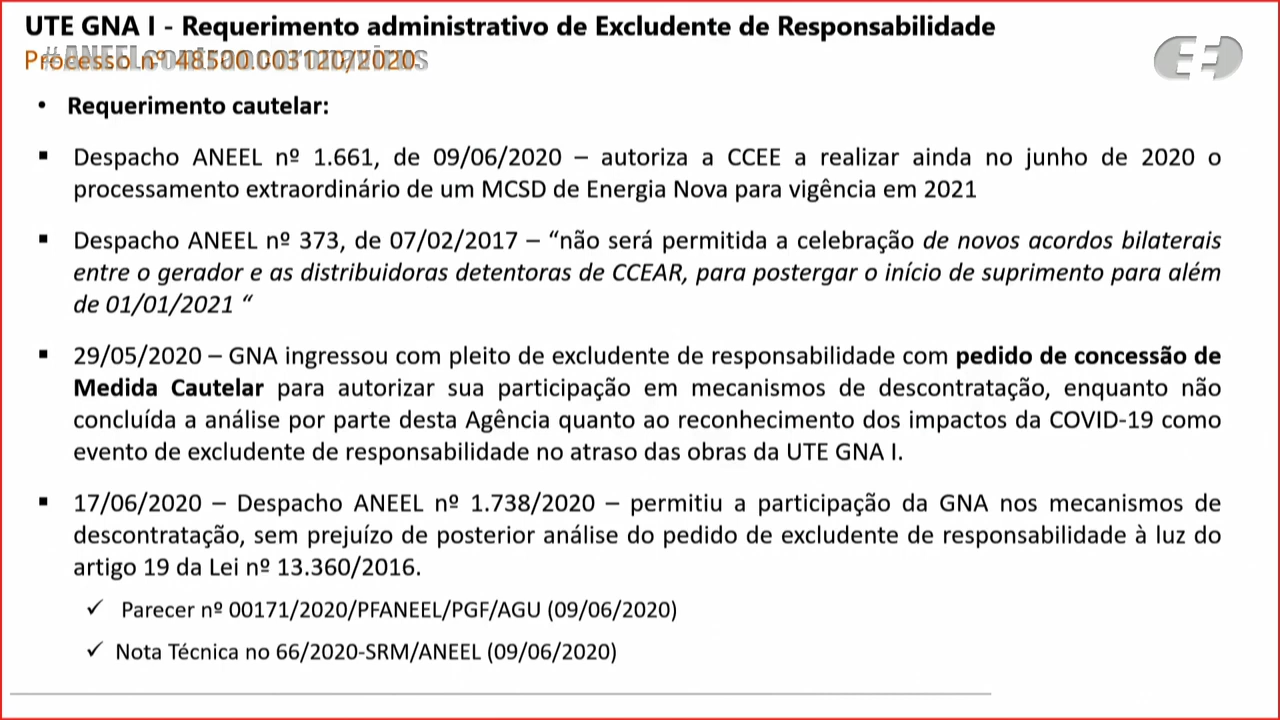 UTE GNA I - Requerimento administrativo de Excludente de Responsabilidade
#ANEELcontraocoronavírus
Processo nº 48500.003120/2020
• Requerimento cautelar:
▪ Despacho ANEEL nº 1.661, de 09/06/2020 – autoriza a CCEE a realizar ainda no junho de 2020 o
processamento extraordinário de um MCSD de Energia Nova para vigência em 2021
▪ Despacho ANEEL nº 373, de 07/02/2017 – “não será permitida a celebração de novos acordos bilaterais
entre o gerador e as distribuidoras detentoras de CCEAR, para postergar o início de suprimento para além
de 01/01/2021 “
▪ 29/05/2020 – GNA ingressou com pleito de excludente de responsabilidade com pedido de concessão de
Medida Cautelar para autorizar sua participação em mecanismos de descontratação, enquanto não
concluída a análise por parte desta Agência quanto ao reconhecimento dos impactos da COVID-19 como
evento de excludente de responsabilidade no atraso das obras da UTE GNA I.
▪ 17/06/2020 – Despacho ANEEL nº 1.738/2020 – permitiu a participação da GNA nos mecanismos de
descontratação, sem prejuízo de posterior análise do pedido de excludente de responsabilidade à luz do
artigo 19 da Lei nº 13.360/2016.
✓ Parecer nº 00171/2020/PFANEEL/PGF/AGU (09/06/2020)
✓ Nota Técnica no 66/2020-SRM/ANEEL (09/06/2020)